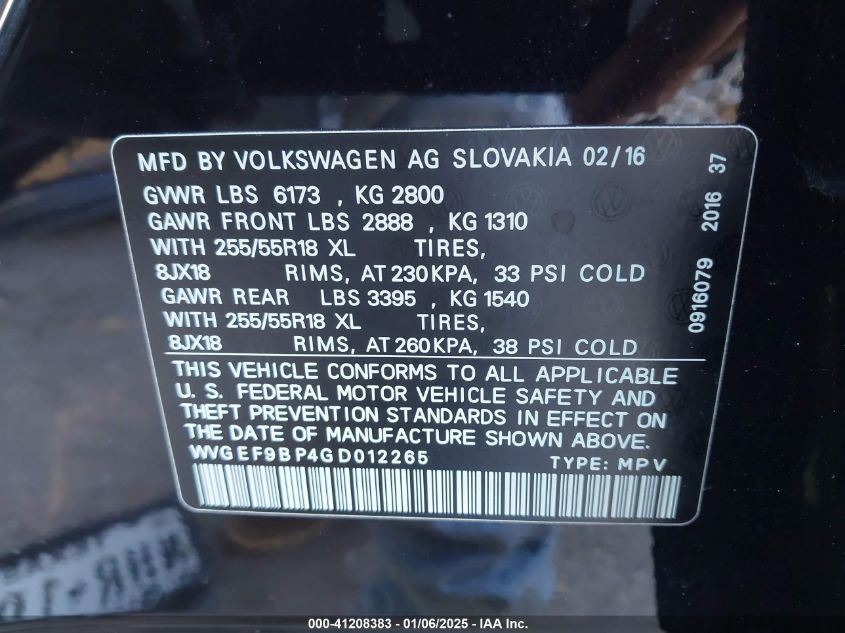 MFD BY VOLKSWAGEN AG SLOVAKIA 02/16
GVWR LBS 6173 , KG 2800
GAWR FRONT LBS 2888 , KG 1310
WITH 255/55R18 XL TIRES,
8JX18 RIMS, AT 230KPA, 33 PSI COLD
GAWR REAR LBS 3395 , KG 1540
WITH 255/55R18 XL TIRES,
8JX18 RIMS, AT 260KPA, 38 PSI COLD
THIS VEHICLE CONFORMS TO ALL APPLICABLE
U. S. FEDERAL MOTOR VEHICLE SAFETY AND
THEFT PREVENTION STANDARDS IN EFFECT ON
THE DATE OF MANUFACTURE SHOWN ABOVE.
WVGEF9BP4GD012265 TYPE: MPV
0916079 2016 37
000-41208383 - 01/06/2025 - IAA Inc.